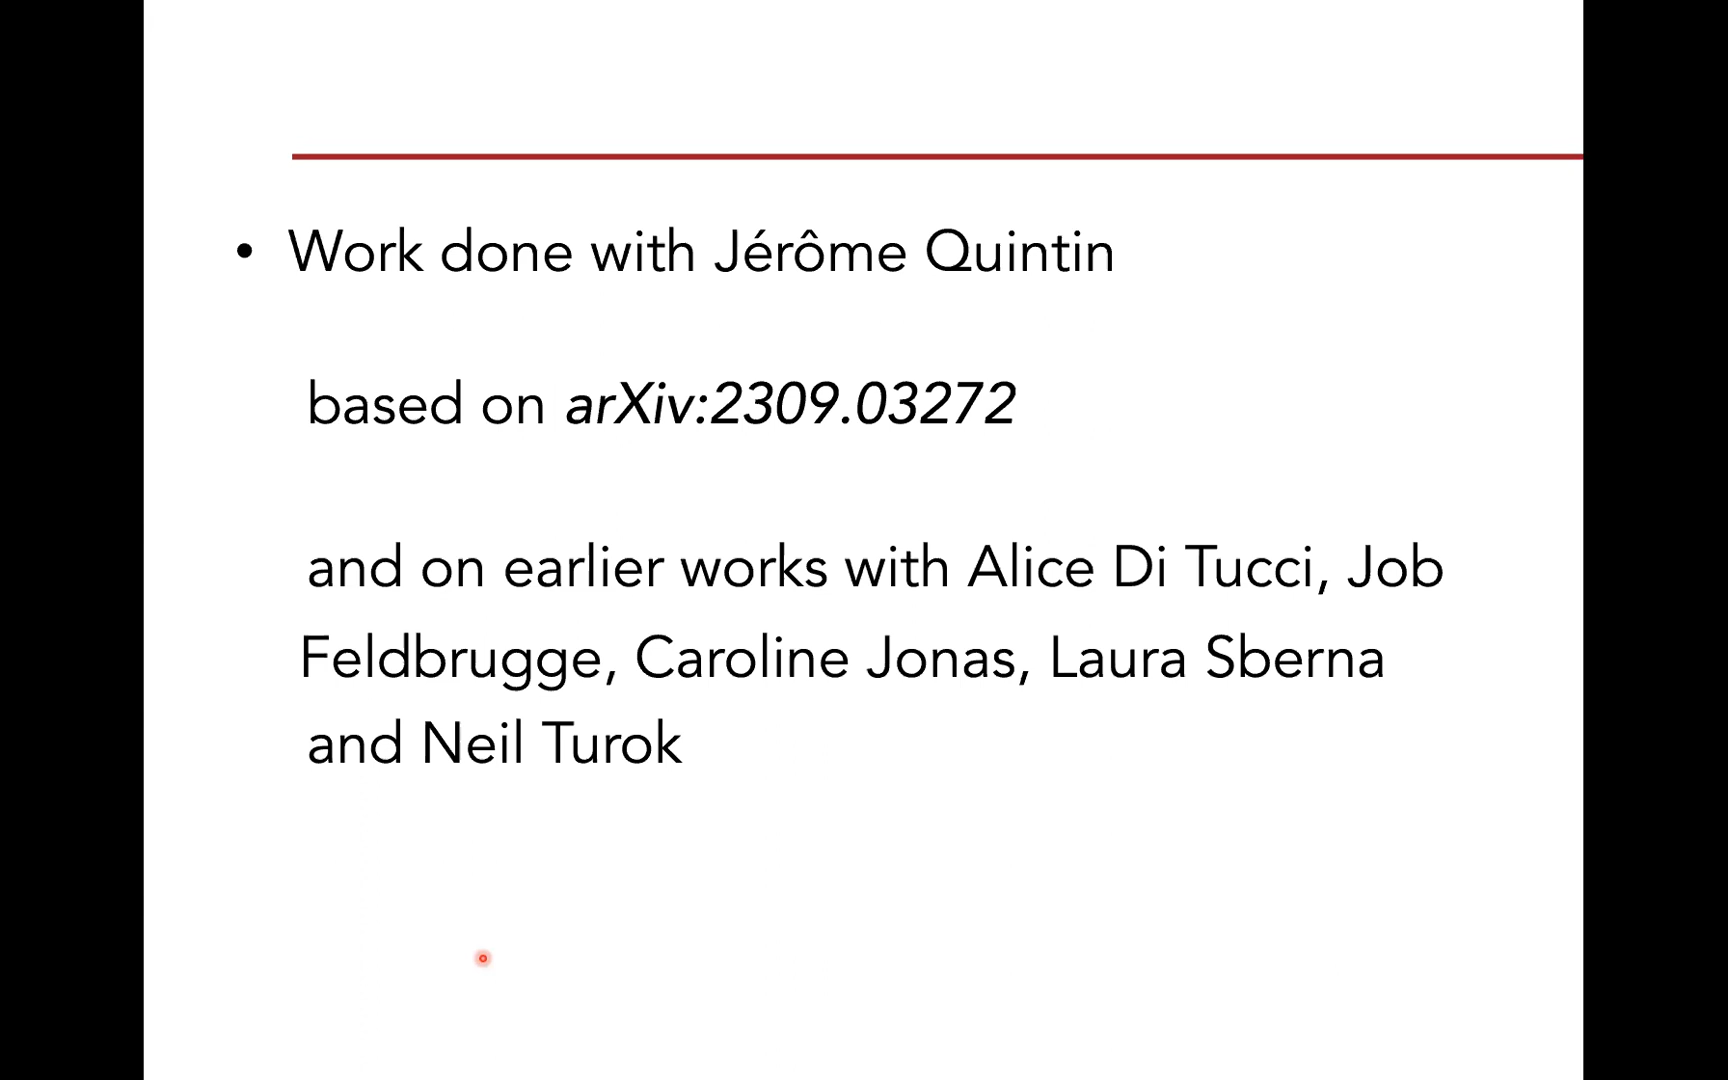 • Work done with Jérôme Quintin
based on arXiv:2309.03272
and on earlier works with Alice Di Tucci, Job
Feldbrugge, Caroline Jonas, Laura Sberna
and Neil Turok